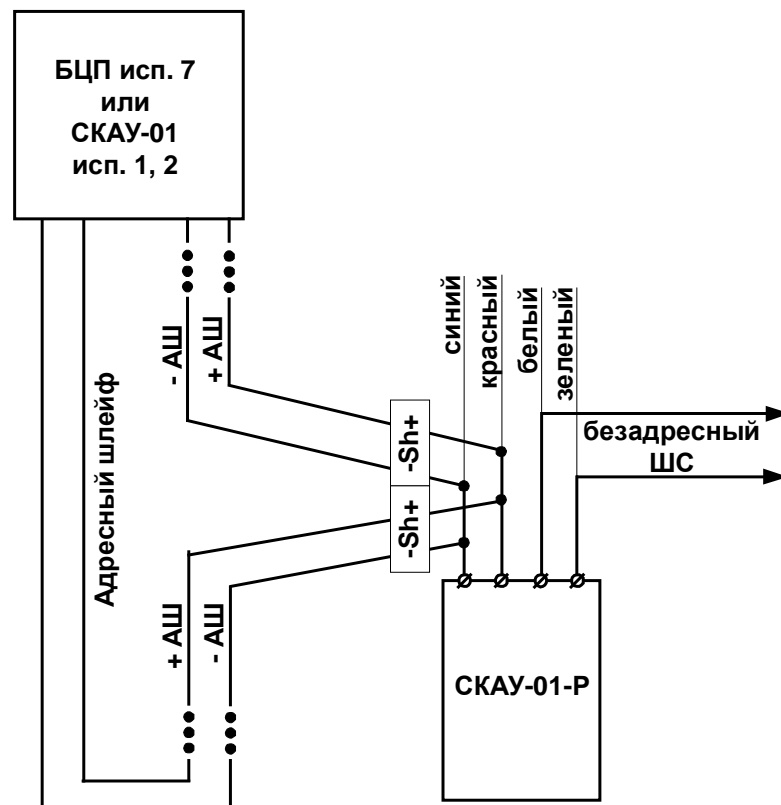 БЦП исп. 7
или
СКАУ-01
исп. 1, 2
- АШ
+ АШ
синий
красный
белый
зеленый
Адресный шлейф
-Sh+
-Sh+
безадресный
ШС
+ АШ
- АШ
СКАУ-01-Р